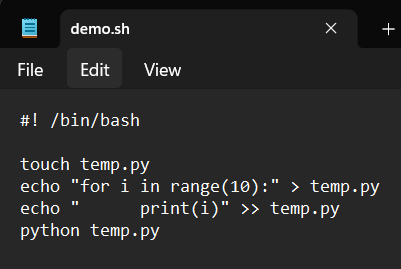 demo.sh
File Edit View
#! /bin/bash
touch temp.py
echo "for i in range(10):" > temp.py
echo "      print(i)" >> temp.py
python temp.py